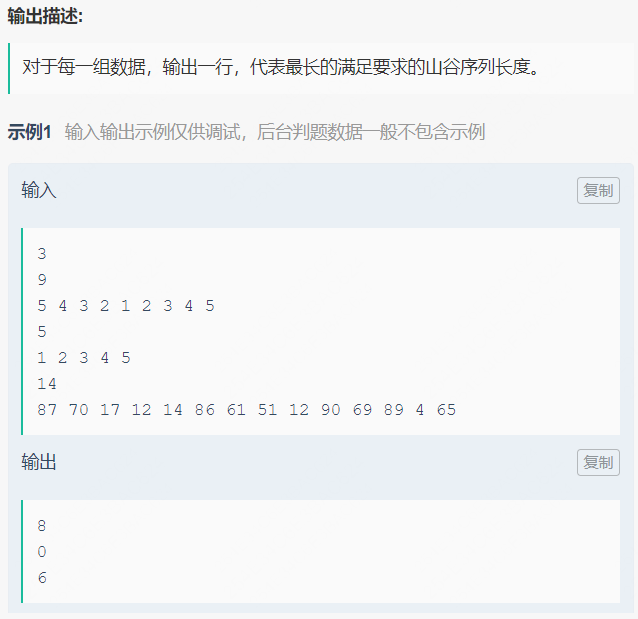 输出描述:
对于每一组数据，输出一行，代表最长的满足要求的山谷序列长度。
示例1 输入输出示例仅供调试，后台判题数据一般不包含示例
输入 复制
3
9
5 4 3 2 1 2 3 4 5
5
1 2 3 4 5
14
87 70 17 12 14 86 61 51 12 90 69 89 4 65
输出 复制
8
0
6